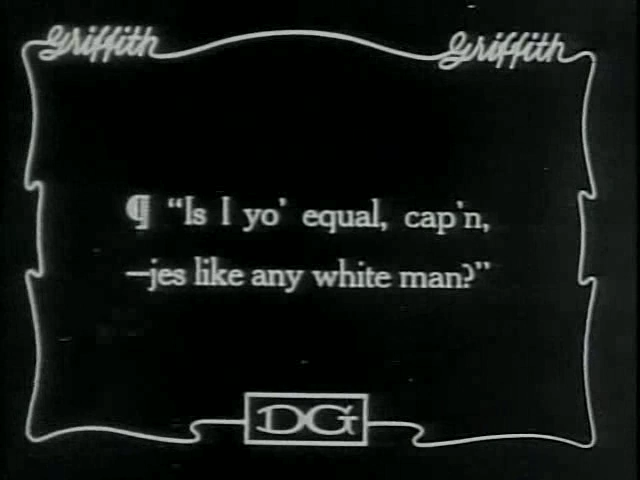 Griffith Griffith
¶ “Is I yo' equal, cap'n,
—jes like any white man?”
DG